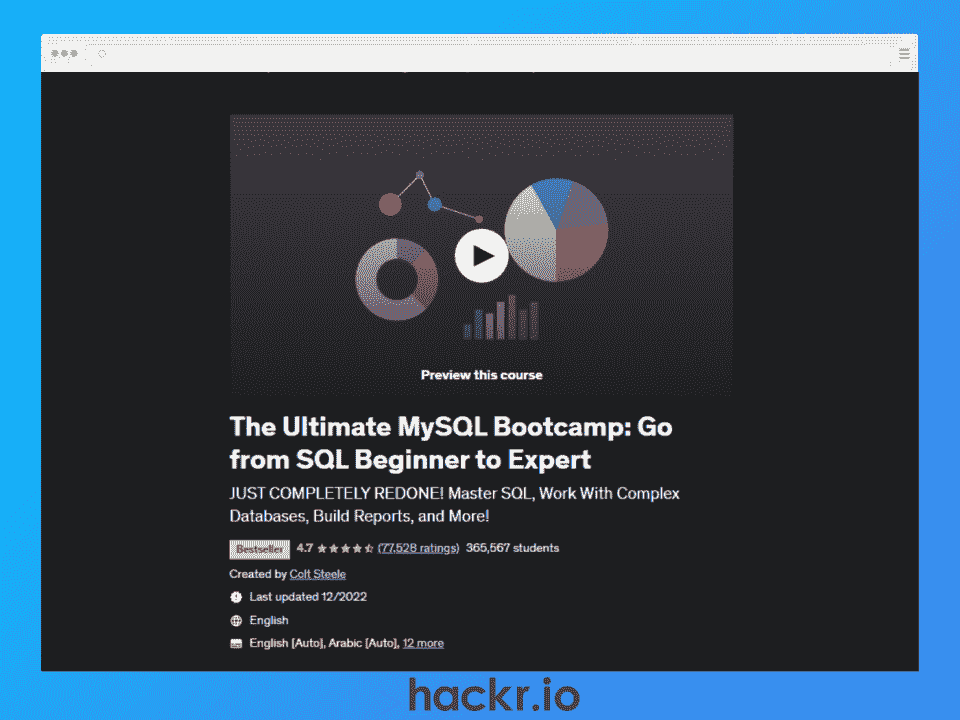 Preview this course
The Ultimate MySQL Bootcamp: Go
from SQL Beginner to Expert
JUST COMPLETELY REDONE! Master SQL, Work With Complex
Databases, Build Reports, and More!
Bestseller 4.7 (77,528 ratings) 365,567 students
Created by Colt Steele
Last updated 12/2022
English
English [Auto], Arabic [Auto], 12 more
hackr.io